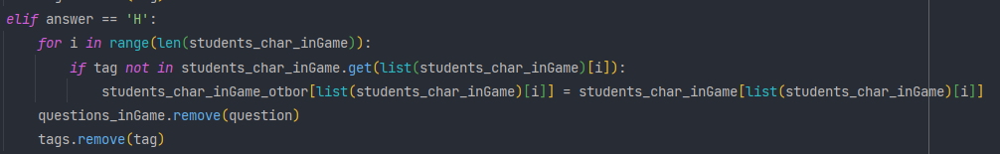 elif answer == 'H':
for i in range(len(students_char_inGame)):
if tag not in students_char_inGame.get(list(students_char_inGame)[i]):
students_char_inGame_otbor[list(students_char_inGame)[i]] = students_char_inGame[list(students_char_inGame)[i]]
questions_inGame.remove(question)
tags.remove(tag)